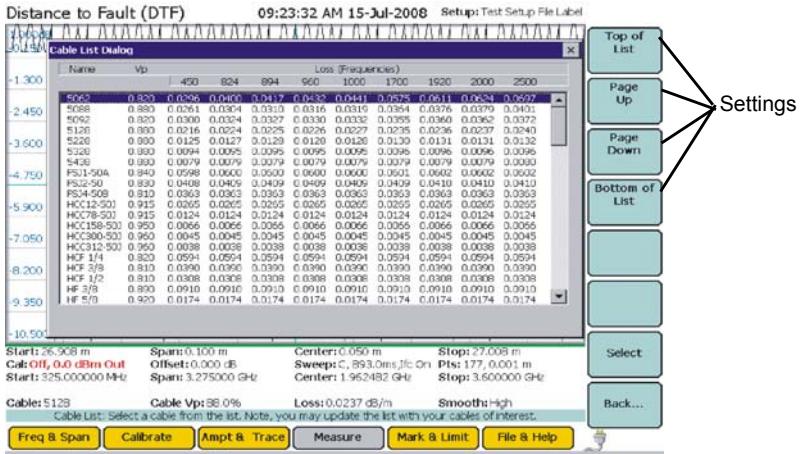 Distance to Fault (DTF) 09:23:32 AM 15-Jul-2008 Setup: Test Setup File Label
Cable List Dialog
Name Vp Loss (Frequencies)
450 824 894 960 1000 1700 1920 2000 2500
5062 0.820 0.0296 0.0400 0.0417 0.0432 0.0441 0.0575 0.0611 0.0624 0.0697
5088 0.880 0.0261 0.0304 0.0310 0.0316 0.0319 0.0364 0.0376 0.0379 0.0401
5092 0.820 0.0300 0.0324 0.0327 0.0330 0.0332 0.0355 0.0360 0.0362 0.0372
5128 0.880 0.0216 0.0224 0.0225 0.0226 0.0227 0.0235 0.0236 0.0237 0.0240
5228 0.880 0.0125 0.0127 0.0128 0.0128 0.0128 0.0130 0.0131 0.0131 0.0132
5328 0.880 0.0094 0.0095 0.0095 0.0095 0.0095 0.0096 0.0096 0.0096 0.0096
5438 0.880 0.0079 0.0079 0.0079 0.0079 0.0079 0.0079 0.0079 0.0079 0.0080
FSJ1-50A 0.840 0.0598 0.0600 0.0600 0.0600 0.0600 0.0601 0.0602 0.0602 0.0602
FSJ2-50 0.830 0.0408 0.0409 0.0409 0.0409 0.0409 0.0409 0.0410 0.0410 0.0410
FSJ4-50B 0.810 0.0363 0.0363 0.0363 0.0363 0.0363 0.0363 0.0363 0.0363 0.0363
HCC12-50J 0.915 0.0265 0.0265 0.0265 0.0265 0.0265 0.0265 0.0265 0.0265 0.0265
HCC78-50J 0.915 0.0124 0.0124 0.0124 0.0124 0.0124 0.0124 0.0124 0.0124 0.0124
HCC158-50J 0.950 0.0066 0.0066 0.0066 0.0066 0.0066 0.0066 0.0066 0.0066 0.0066
HCC300-50J 0.960 0.0045 0.0045 0.0045 0.0045 0.0045 0.0045 0.0045 0.0045 0.0045
HCC312-50J 0.960 0.0038 0.0038 0.0038 0.0038 0.0038 0.0038 0.0038 0.0038 0.0038
HCF 1/4 0.820 0.0594 0.0594 0.0594 0.0594 0.0594 0.0594 0.0594 0.0594 0.0594
HCF 3/8 0.810 0.0390 0.0390 0.0390 0.0390 0.0390 0.0390 0.0390 0.0390 0.0390
HCF 1/2 0.810 0.0308 0.0308 0.0308 0.0308 0.0308 0.0308 0.0308 0.0308 0.0308
HF 3/8 0.890 0.0910 0.0910 0.0910 0.0910 0.0910 0.0910 0.0910 0.0910 0.0910
HF 5/8 0.920 0.0174 0.0174 0.0174 0.0174 0.0174 0.0174 0.0174 0.0174 0.0174
-1.300
-2.450
-3.600
-4.750
-5.900
-7.050
-8.200
-9.350
-10.500
Start: 26.908 m Span: 0.100 m Center: 0.050 m Stop: 27.008 m
Cal: Off, 0.0 dBm Out Offset: 0.000 dB Sweep: C, 893.0ms,Ifc On Pts: 177, 0.001 m
Start: 325.000000 MHz Span: 3.275000 GHz Center: 1.962482 GHz Stop: 3.600000 GHz
Cable: 5128 Cable Vp: 88.0% Loss: 0.0237 dB/m Smooth: High
Cable List: Select a cable from the list. Note, you may update the list with your cables of interest.
Freq & Span Calibrate Ampt & Trace Measure Mark & Limit File & Help
Top of List
Page Up
Page Down
Bottom of List
Select
Back...
Settings